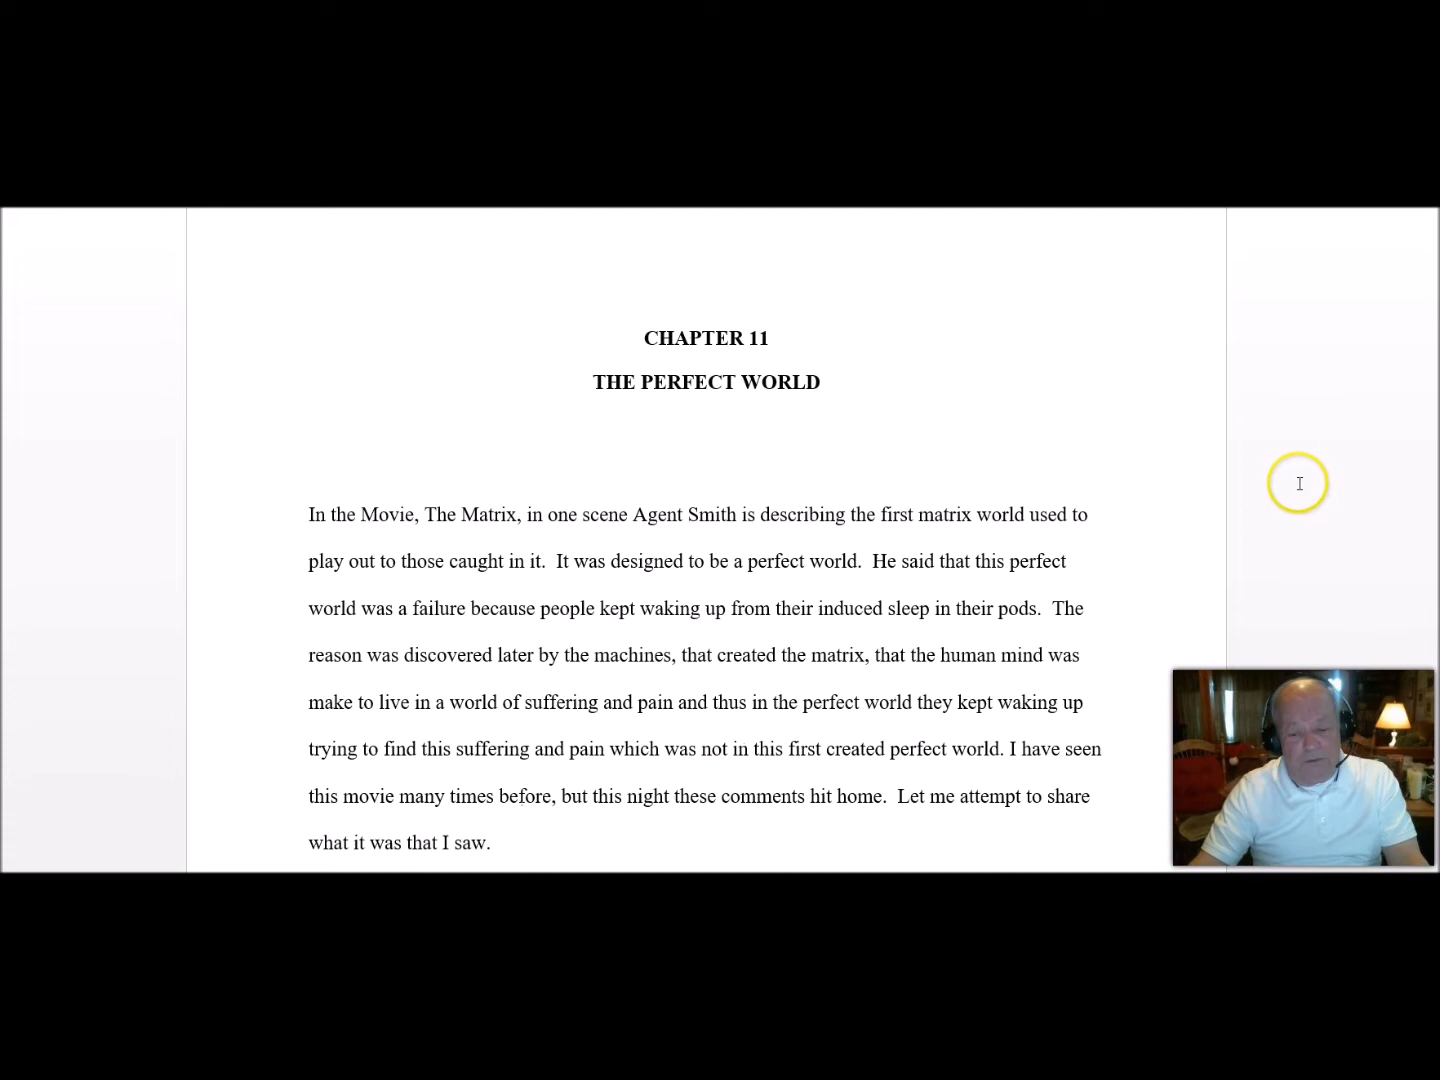 CHAPTER 11
THE PERFECT WORLD
In the Movie, The Matrix, in one scene Agent Smith is describing the first matrix world used to
play out to those caught in it.  It was designed to be a perfect world.  He said that this perfect
world was a failure because people kept waking up from their induced sleep in their pods.  The
reason was discovered later by the machines, that created the matrix, that the human mind was
make to live in a world of suffering and pain and thus in the perfect world they kept waking up
trying to find this suffering and pain which was not in this first created perfect world. I have seen
this movie many times before, but this night these comments hit home.  Let me attempt to share
what it was that I saw.